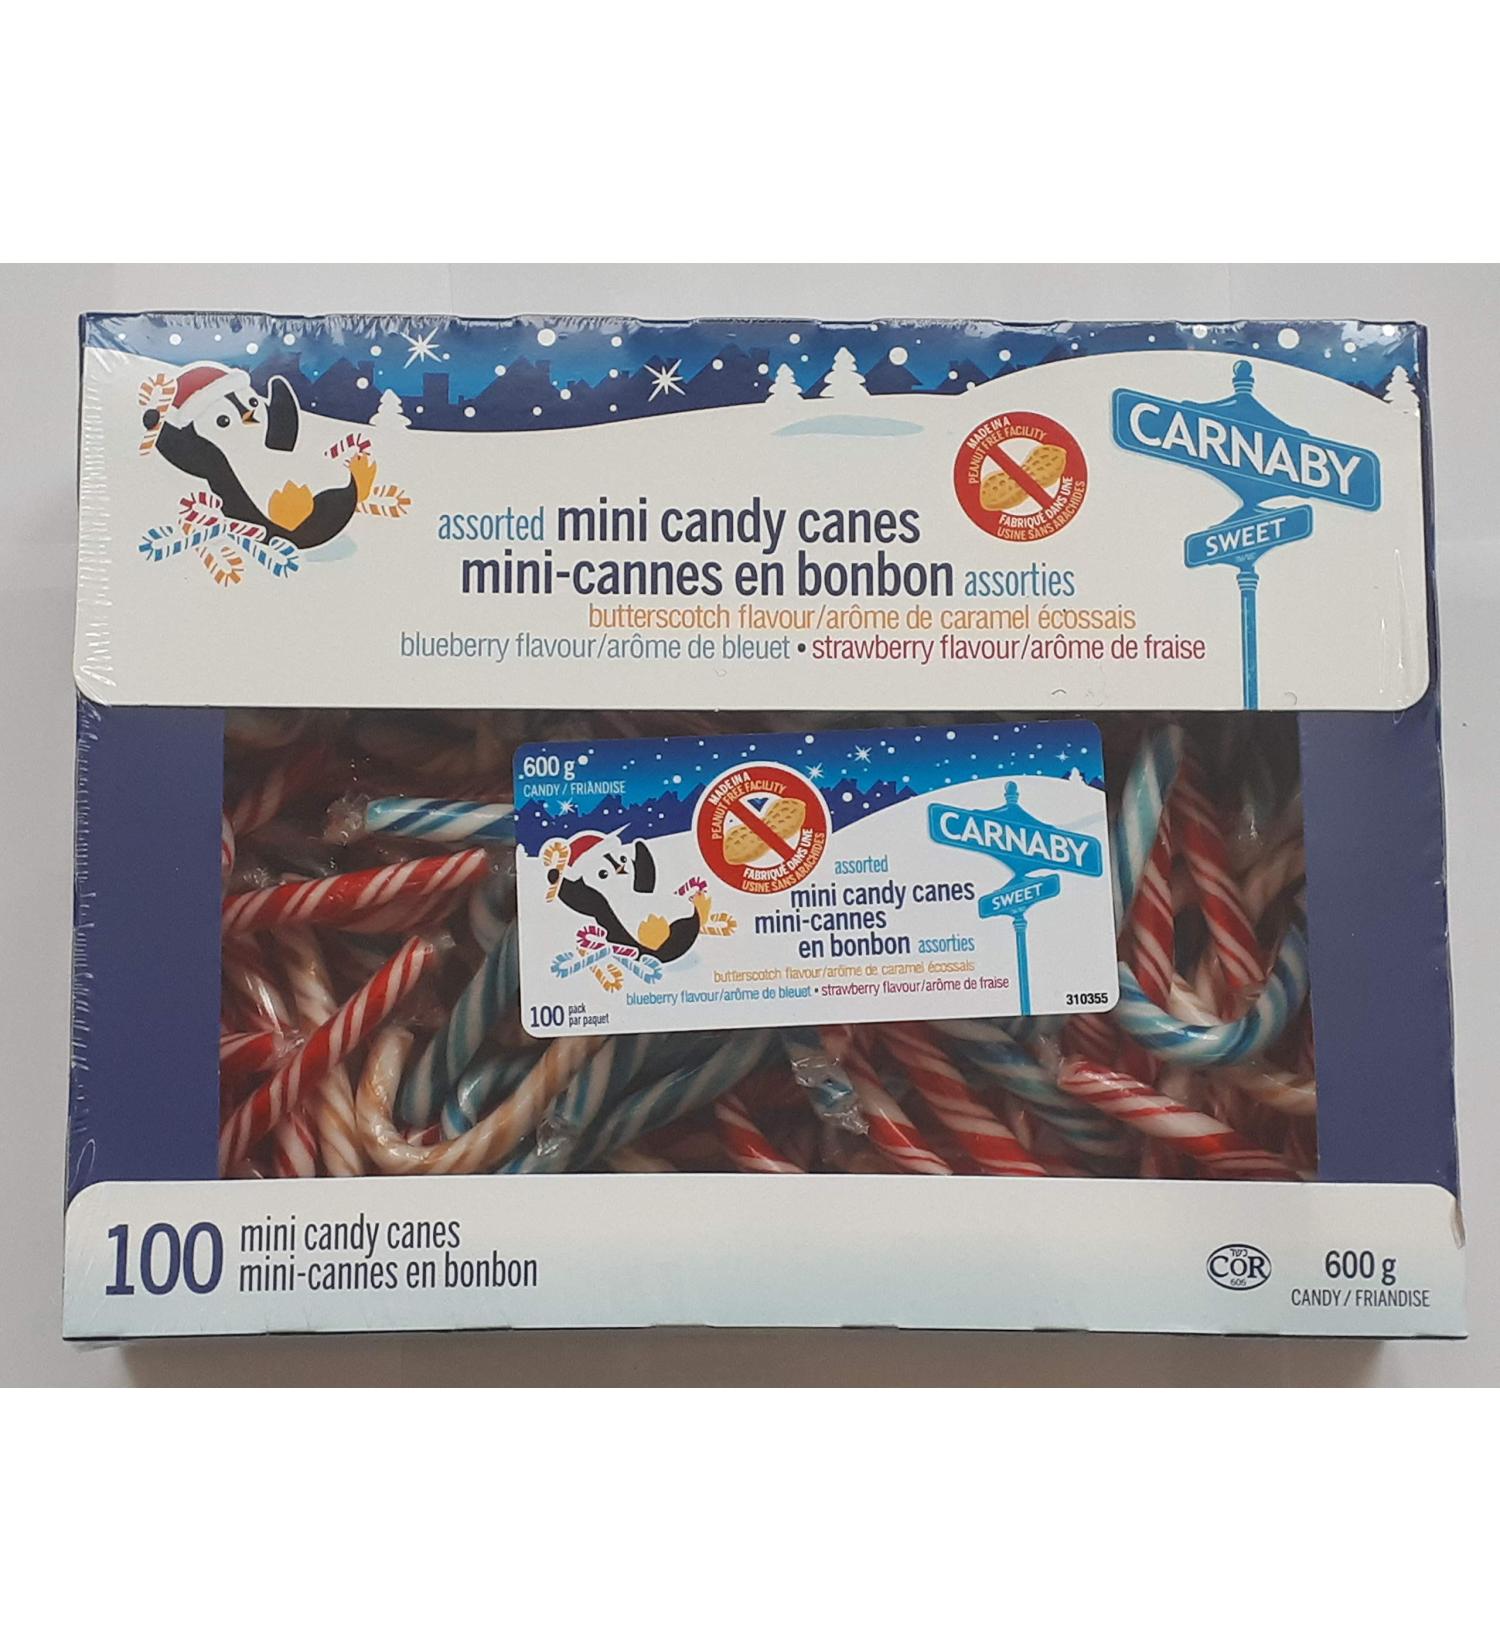 MADE IN A
PEANUT FREE FACILITY
FABRIQUÉ DANS UNE
USINE SANS ARACHIDES
CARNABY
SWEET
assorted mini candy canes
mini-cannes en bonbon assorties
butterscotch flavour/arôme de caramel écossais
blueberry flavour/arôme de bleuet • strawberry flavour/arôme de fraise
600 g
CANDY / FRIANDISE
MADE IN A
PEANUT FREE FACILITY
FABRIQUÉ DANS UNE
USINE SANS ARACHIDES
CARNABY
SWEET
assorted
mini candy canes
mini-cannes
en bonbon assorties
butterscotch flavour/arôme de caramel écossais
blueberry flavour/arôme de bleuet • strawberry flavour/arôme de fraise
100 pack
par paquet
310355
100 mini candy canes
mini-cannes en bonbon
כשר
COR
606
600 g
CANDY / FRIANDISE